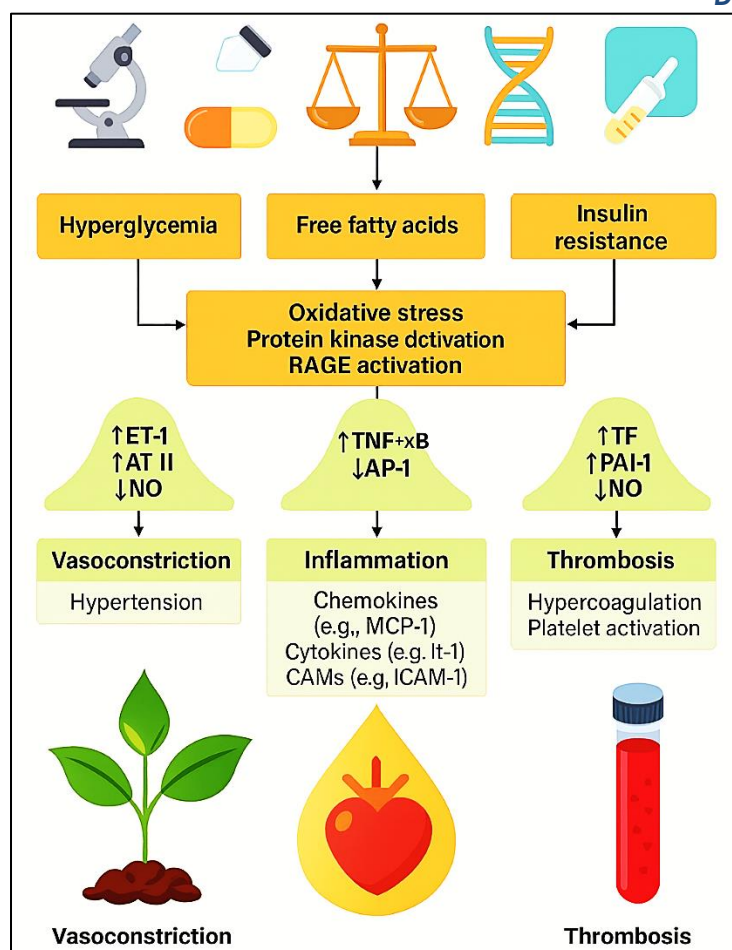 D
Hyperglycemia
Free fatty acids
Insulin
resistance
Oxidative stress
Protein kinase dctivation
RAGE activation
↑ET-1
↑AT II
↓NO
↑TNF+xB
↓AP-1
↑TF
↑PAI-1
↓NO
Vasoconstriction
Hypertension
Inflammation
Chemokines
(e.g,, MCP-1)
Cytokines (e.g. It-1)
CAMs (e.g, ICAM-1)
Thrombosis
Hypercoagulation
Platelet activation
Vasoconstriction
Thrombosis